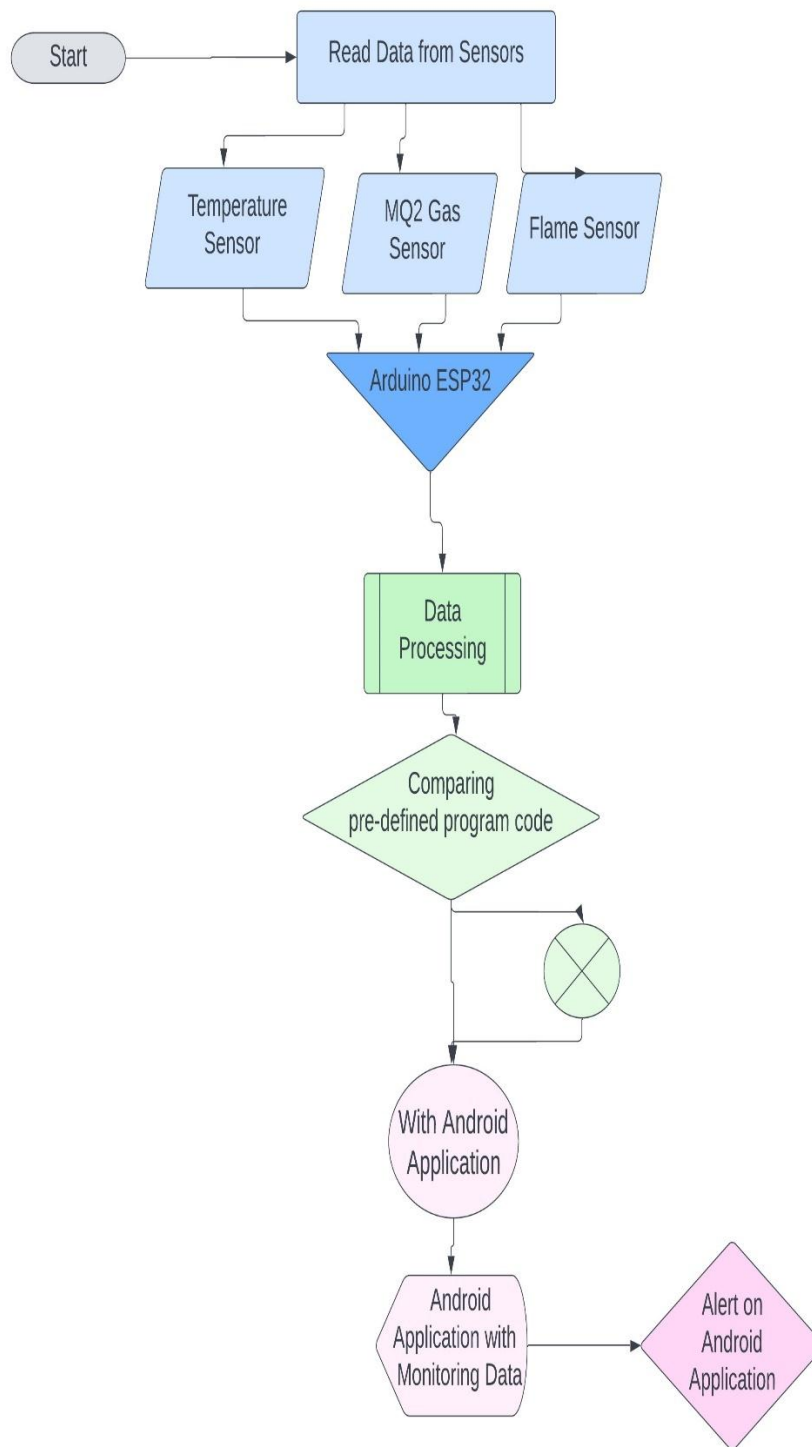 Start
Read Data from Sensors
Temperature
Sensor
MQ2 Gas
Sensor
Flame Sensor
Arduino ESP32
Data
Processing
Comparing
pre-defined program code
With Android
Application
Android
Application with
Monitoring Data
Alert on
Android
Application